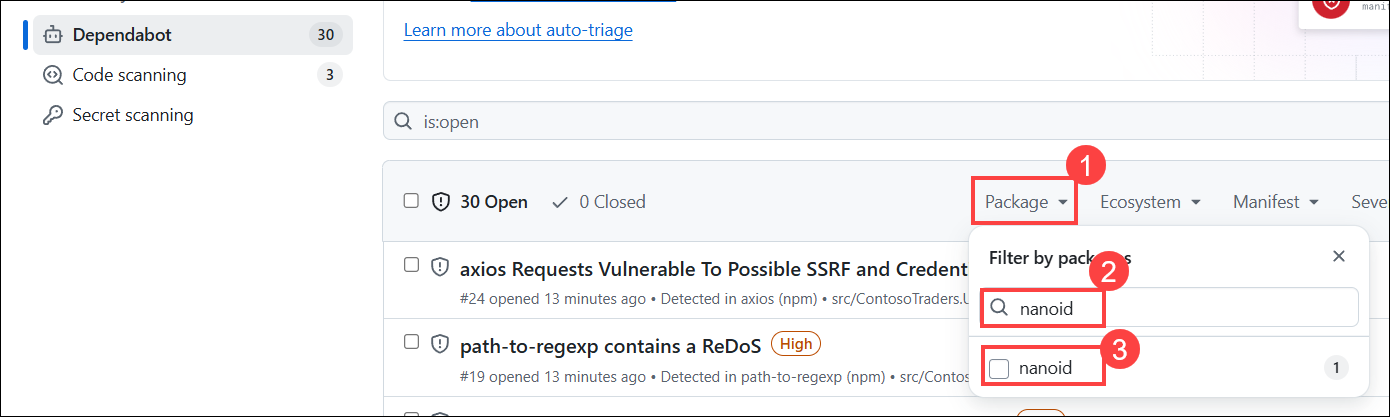 manif
Dependabot 30
Learn more about auto-triage
Code scanning 3
Secret scanning
is:open
1
30 Open 0 Closed Package Ecosystem Manifest Seve
Filter by pac s
2
axios Requests Vulnerable To Possible SSRF and Credent
#24 opened 13 minutes ago • Detected in axios (npm) • src/ContosoTraders.U
nanoid
path-to-regexp contains a ReDoS High
3
nanoid 1
#19 opened 13 minutes ago • Detected in path-to-regexp (npm) • src/Contos